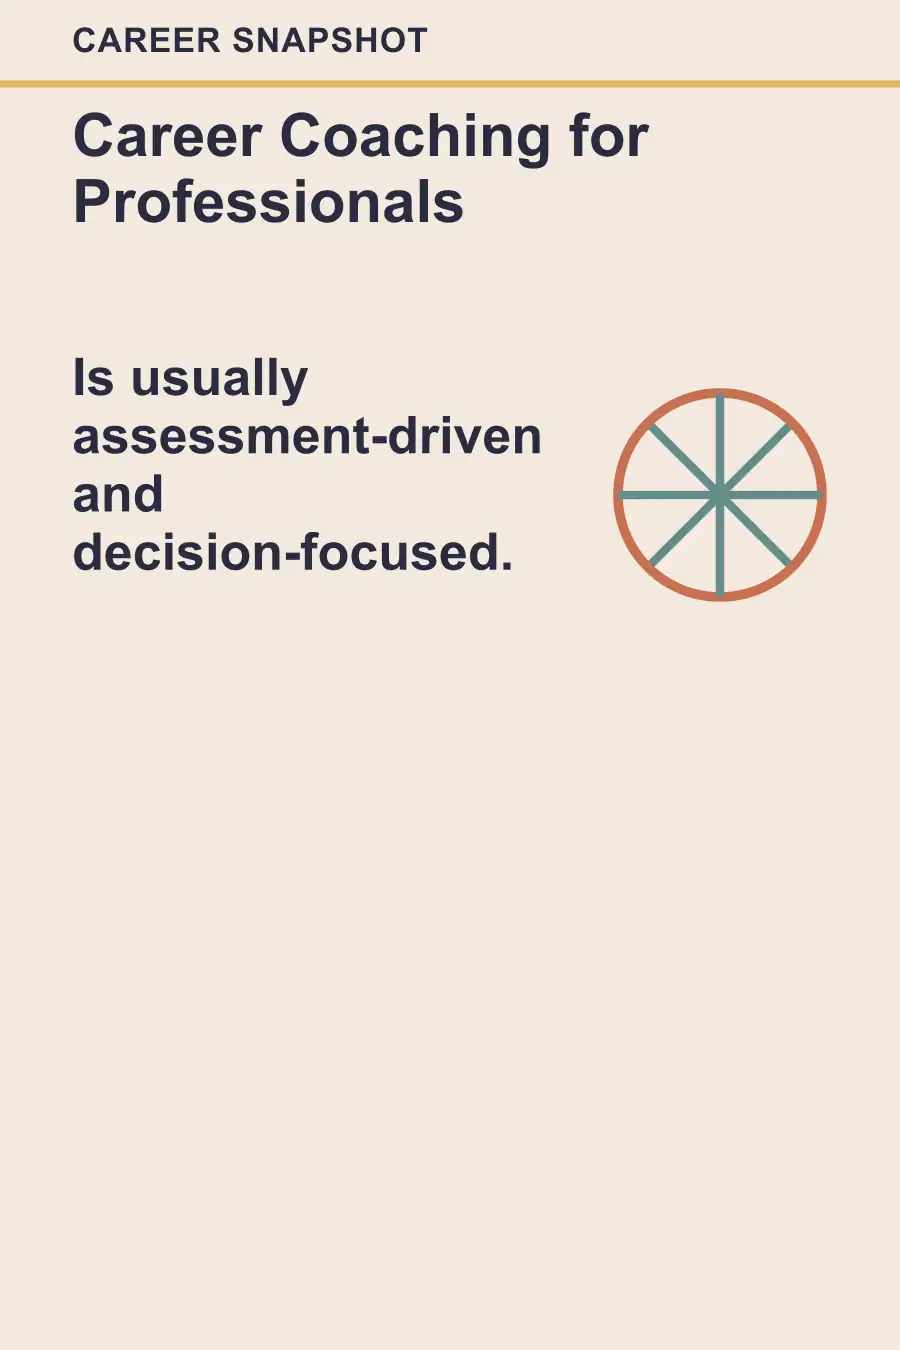 CAREER SNAPSHOT
Career Coaching for
Professionals
Is usually
assessment-driven
and
decision-focused.